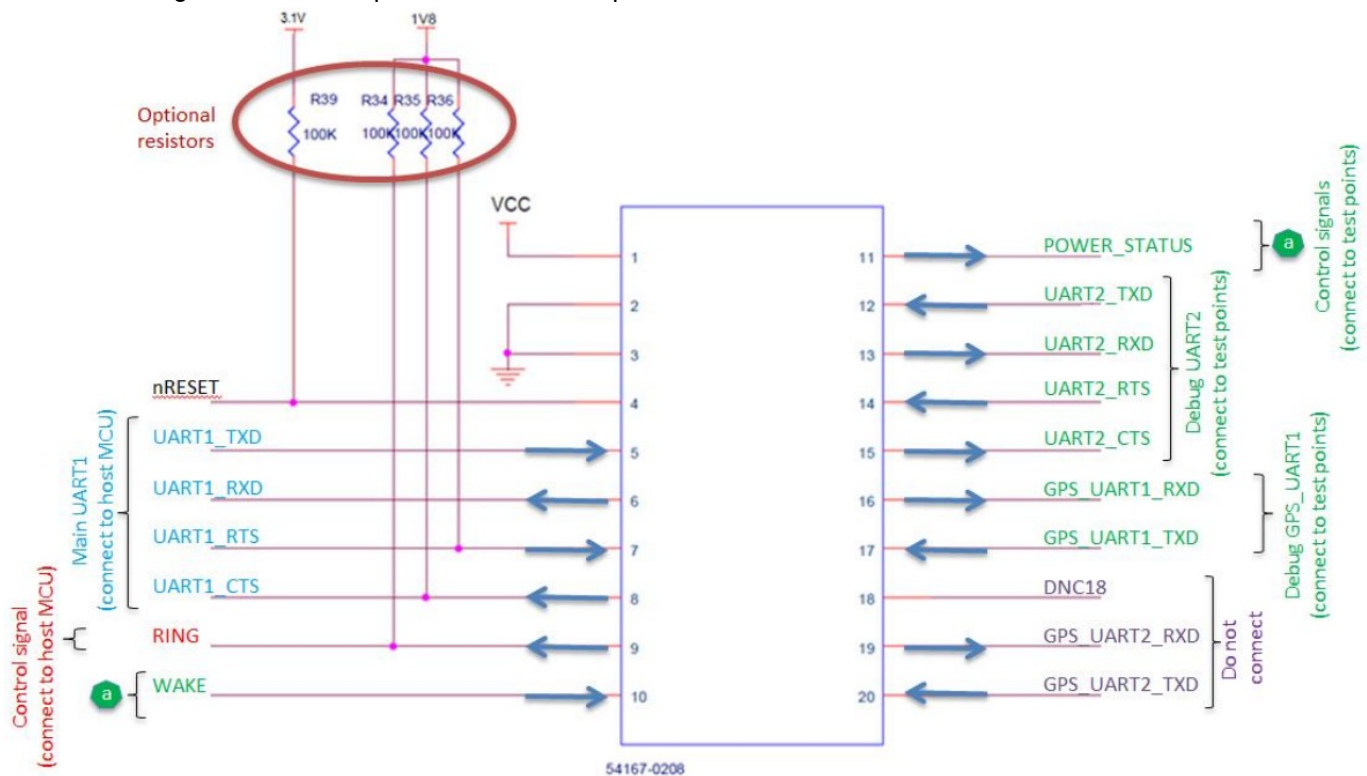 3.1V
1V8
Optional
resistors
R39
R34
R35
R36
100K
100K
100K
100K
VCC
nRESET
UART1_TXD
UART1_RXD
UART1_RTS
UART1_CTS
RING
WAKE
Main UART1
(connect to host MCU)
Control signal
(connect to host MCU)
a
1
2
3
4
5
6
7
8
9
10
11
12
13
14
15
16
17
18
19
20
POWER_STATUS
UART2_TXD
UART2_RXD
UART2_RTS
UART2_CTS
GPS_UART1_RXD
GPS_UART1_TXD
DNC18
GPS_UART2_RXD
GPS_UART2_TXD
a
Control signals
(connect to test points)
Debug UART2
(connect to test points)
Debug GPS_UART1
(connect to test points)
Do not
connect
54167-0208